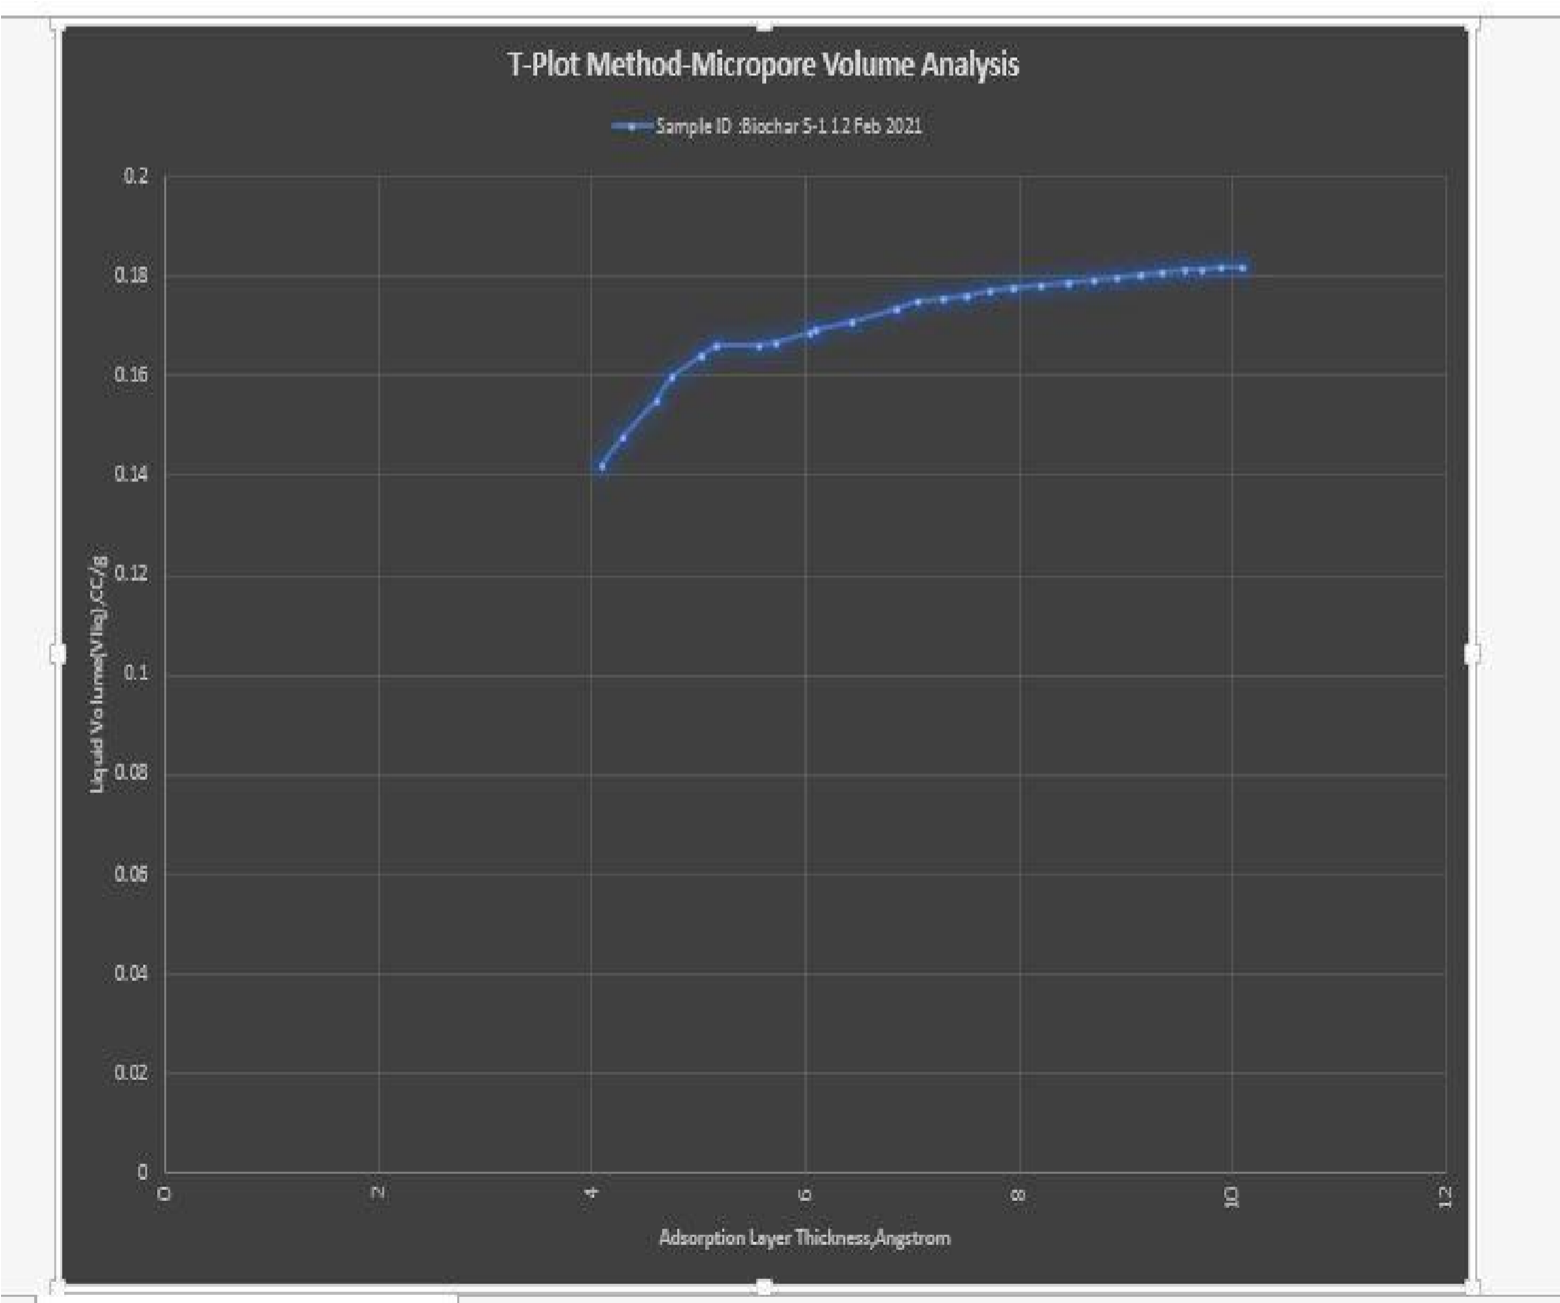 T-Plot Method-Micropore Volume Analysis
Sample ID :Biochar S-1 12 Feb 2021
0.2
0.18
0.16
0.14
0.12
0.1
0.08
0.06
0.04
0.02
0
Liquid Volume(Vliq),CC/g
0 2 4 6 8 10 12
Adsorption Layer Thickness,Angstrom